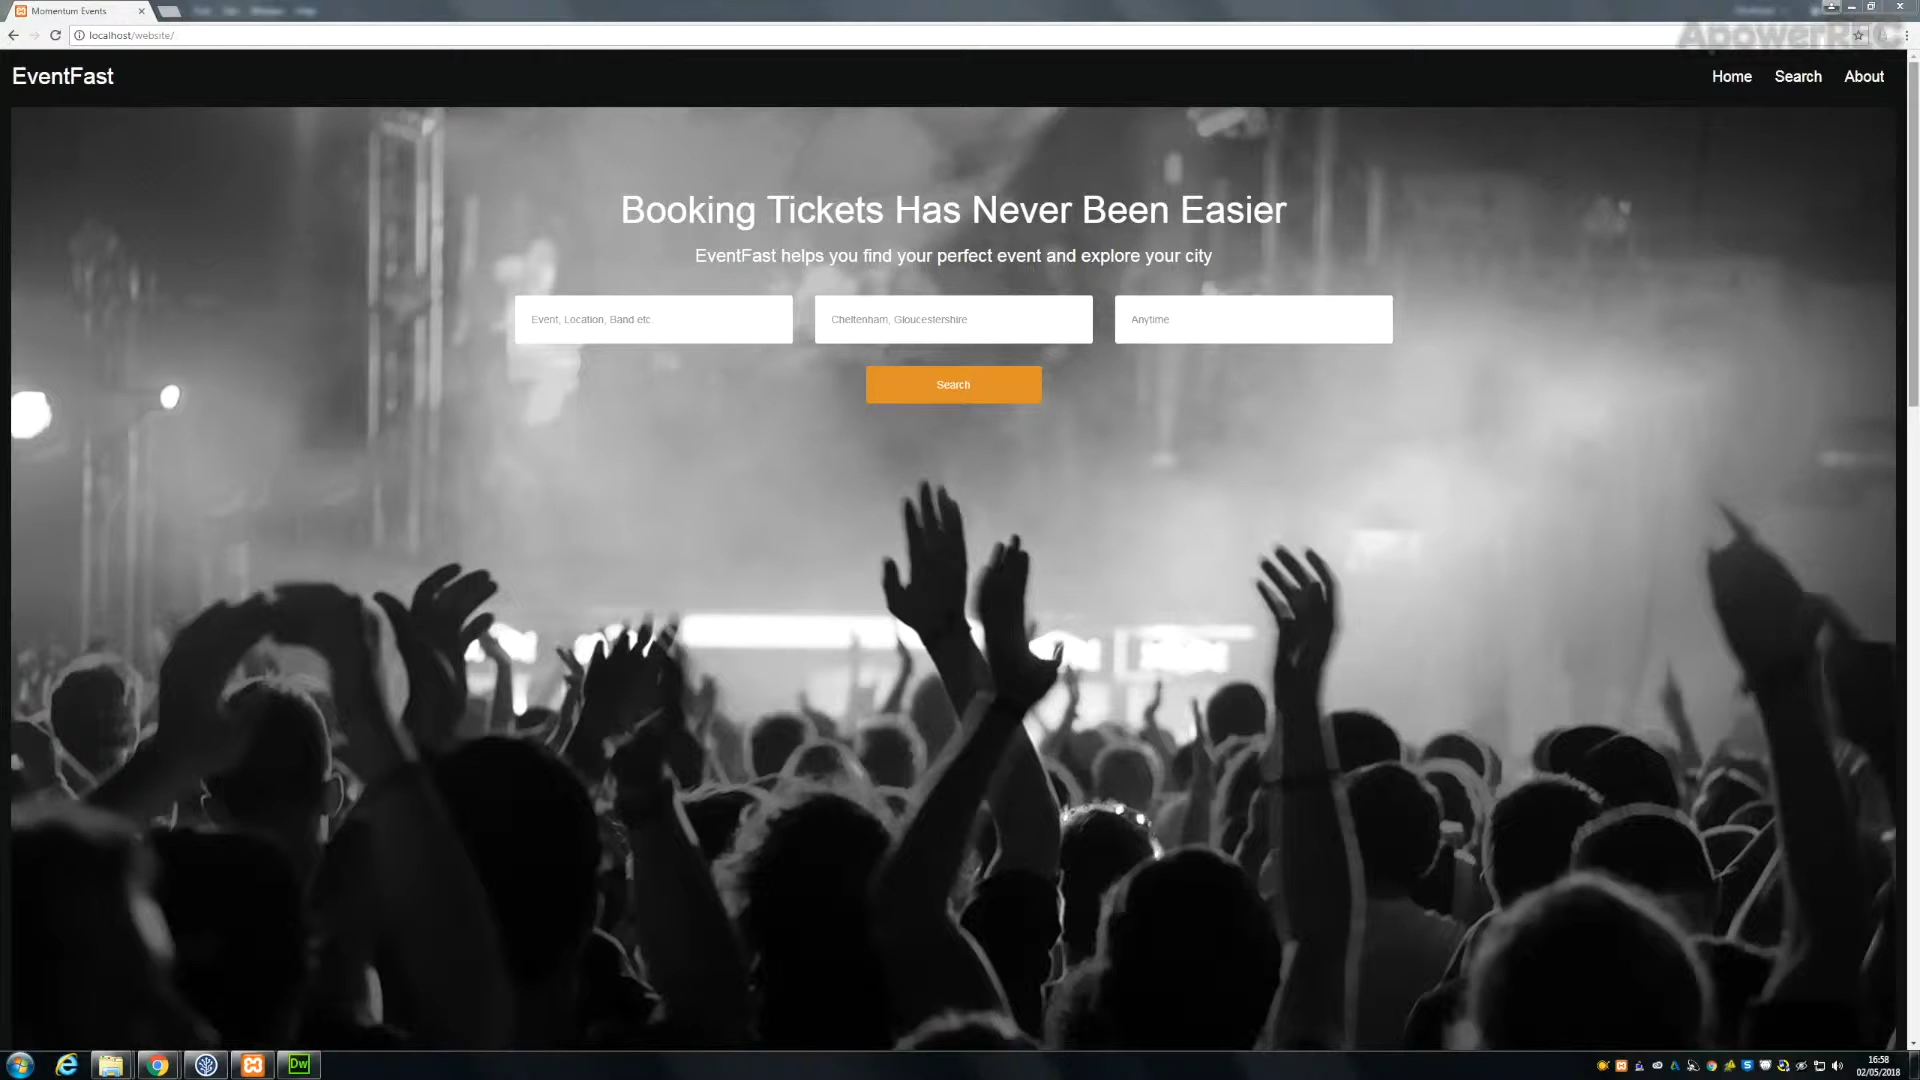 Momentum Events
localhost/website/
ApowerREC
EventFast
Home Search About
Booking Tickets Has Never Been Easier
EventFast helps you find your perfect event and explore your city
Event, Location, Band etc.
Cheltenham, Gloucestershire
Anytime
Search
Dw
16:58
02/05/2018